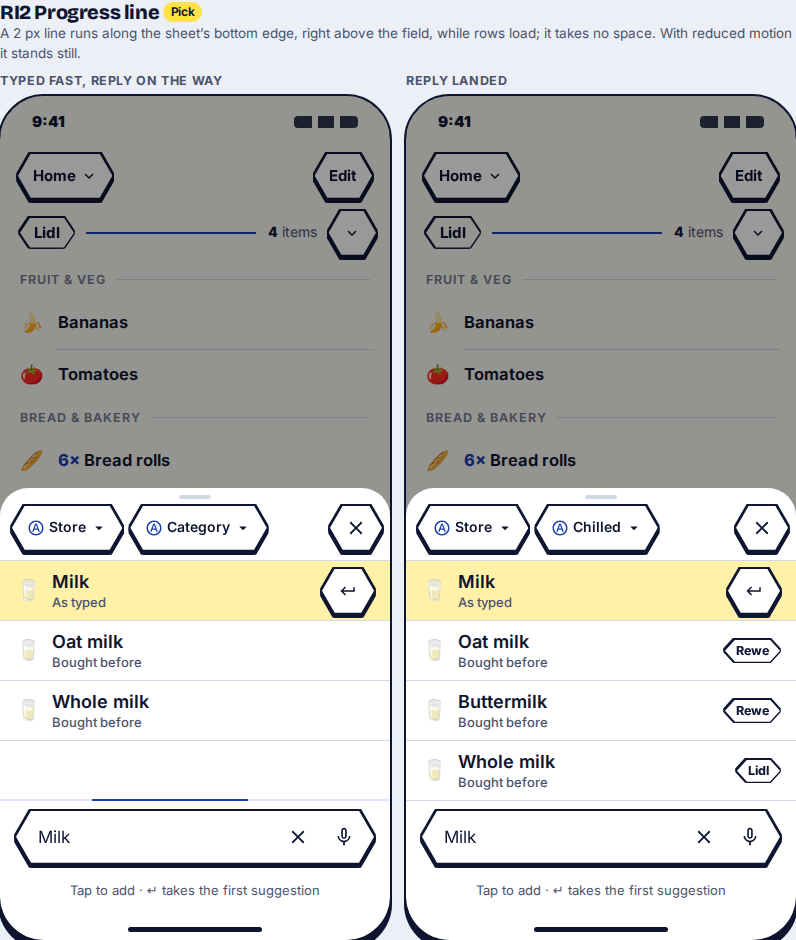 RI2 Progress line Pick
A 2 px line runs along the sheet’s bottom edge, right above the field, while rows load; it takes no space. With reduced motion
it stands still.
TYPED FAST, REPLY ON THE WAY
9:41
Home
Edit
Lidl
4 items
FRUIT & VEG
🍌 Bananas
🍅 Tomatoes
BREAD & BAKERY
🥖 6× Bread rolls
A Store
A Category
Milk
As typed
Oat milk
Bought before
Whole milk
Bought before
Milk
Tap to add · ↵ takes the first suggestion
REPLY LANDED
9:41
Home
Edit
Lidl
4 items
FRUIT & VEG
🍌 Bananas
🍅 Tomatoes
BREAD & BAKERY
🥖 6× Bread rolls
A Store
A Chilled
Milk
As typed
Oat milk
Bought before
Rewe
Buttermilk
Bought before
Rewe
Whole milk
Bought before
Lidl
Milk
Tap to add · ↵ takes the first suggestion